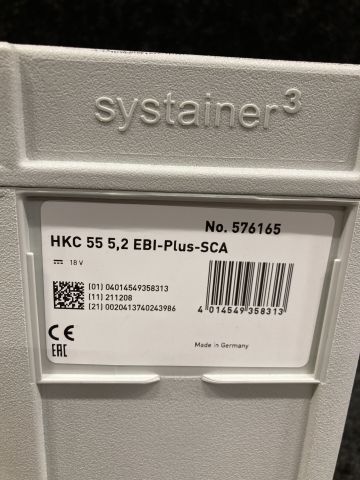 systainer³
No. 576165
HKC 55 5,2 EBI-Plus-SCA
18 V
(01) 04014549358313
(11) 211208
(21) 0020413740243986
4 014549 358313
CE
EAC
Made in Germany